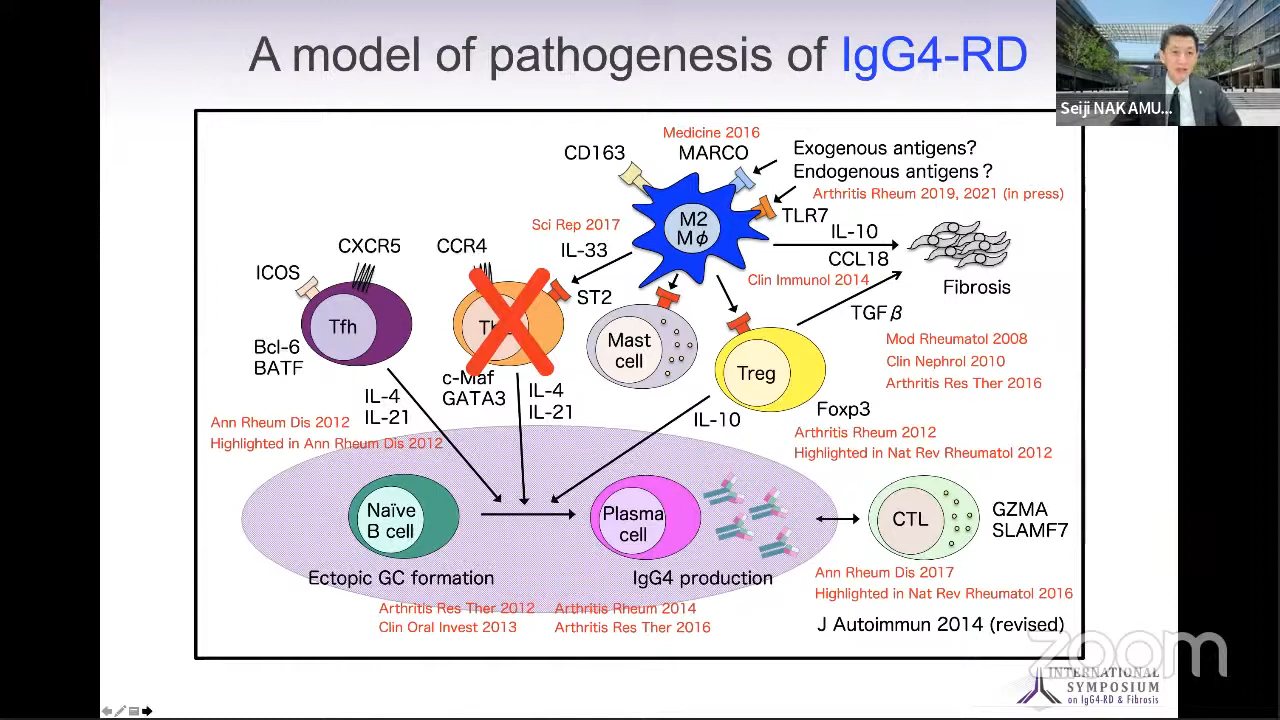 A model of pathogenesis of IgG4-RD
Seiji NAKAMU...
Medicine 2016
CD163
MARCO
Exogenous antigens?
Endogenous antigens ?
Arthritis Rheum 2019, 2021 (in press)
M2
Mϕ
TLR7
Sci Rep 2017
IL-10
CXCR5
CCR4
IL-33
CCL18
ICOS
Clin Immunol 2014
Fibrosis
ST2
TGFβ
Tfh
Mast
cell
Treg
Mod Rheumatol 2008
Clin Nephrol 2010
Arthritis Res Ther 2016
Bcl-6
BATF
c-Maf
GATA3
IL-4
IL-21
IL-4
IL-21
IL-10
Foxp3
Ann Rheum Dis 2012
Highlighted in Ann Rheum Dis 2012
Arthritis Rheum 2012
Highlighted in Nat Rev Rheumatol 2012
Naïve
B cell
Plasma
cell
CTL
GZMA
SLAMF7
Ectopic GC formation
IgG4 production
Ann Rheum Dis 2017
Highlighted in Nat Rev Rheumatol 2016
Arthritis Res Ther 2012
Clin Oral Invest 2013
Arthritis Rheum 2014
Arthritis Res Ther 2016
J Autoimmun 2014 (revised)
zoom
INTERNATIONAL
SYMPOSIUM
on IgG4-RD & Fibrosis